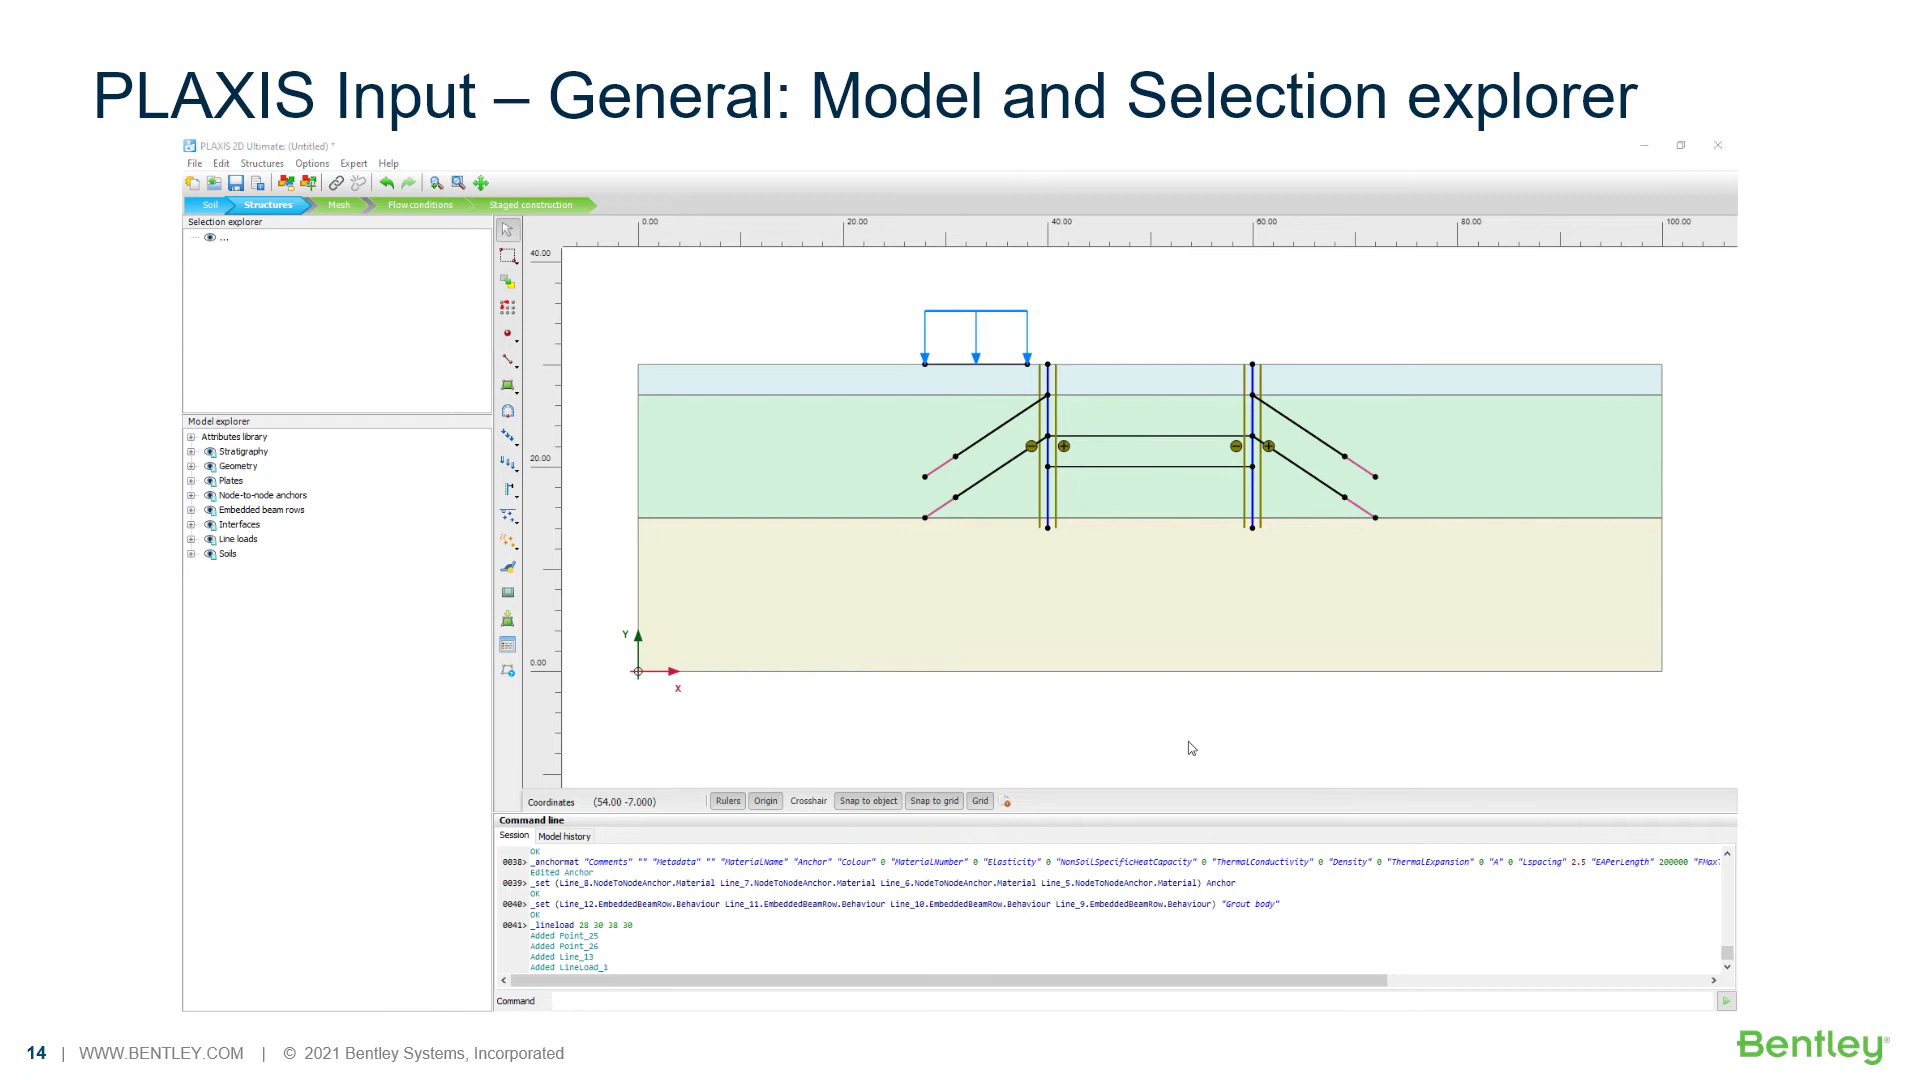 PLAXIS Input – General: Model and Selection explorer
PLAXIS 2D Ultimate: (Untitled) *
File Edit Structures Options Expert Help
Soil Structures Mesh Flow conditions Staged construction
Selection explorer
...
Model explorer
Attributes library
Stratigraphy
Geometry
Plates
Node-to-node anchors
Embedded beam rows
Interfaces
Line loads
Soils
0.00 20.00 40.00 60.00 80.00 100.00
40.00
20.00
0.00
Y
X
Coordinates (54.00 -7.000) Rulers Origin Crosshair Snap to object Snap to grid Grid
Command line
Session Model history
OK
0038> _anchormat "Comments" "" "Metadata" "" "MaterialName" "Anchor" "Colour" 0 "MaterialNumber" 0 "Elasticity" 0 "NonSoilSpecificHeatCapacity" 0 "ThermalConductivity" 0 "Density" 0 "ThermalExpansion" 0 "A" 0 "Lspacing" 2.5 "EAPerLength" 200000
Edited Anchor
0039> _set (Line_8.NodeToNodeAnchor.Material Line_7.NodeToNodeAnchor.Material Line_6.NodeToNodeAnchor.Material Line_5.NodeToNodeAnchor.Material) Anchor
OK
0040> _set (Line_12.EmbeddedBeamRow.Behaviour Line_11.EmbeddedBeamRow.Behaviour Line_10.EmbeddedBeamRow.Behaviour Line_9.EmbeddedBeamRow.Behaviour) "Grout body"
OK
0041> _lineload 28 30 38 30
Added Point_25
Added Point_26
Added Line_13
Added LineLoad_1
Command
14 | WWW.BENTLEY.COM | © 2021 Bentley Systems, Incorporated
Bentley®